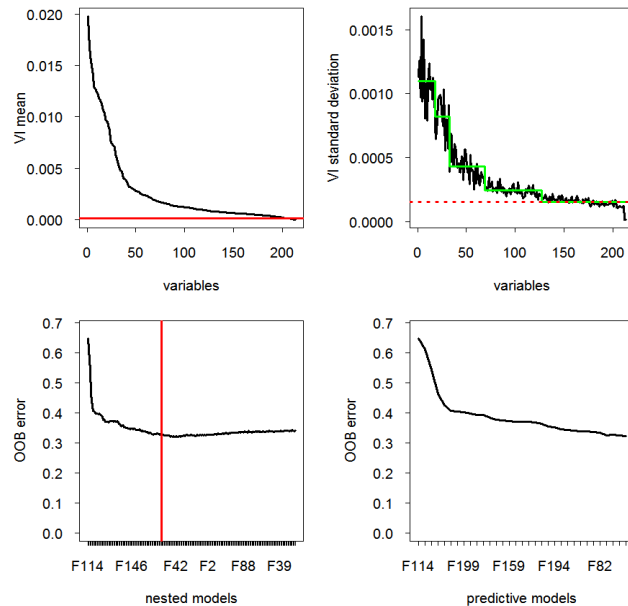 0.020
0.015
0.010
0.005
0.000
VI mean
0 50 100 150 200
variables
0.0015
0.0010
0.0005
0.0000
VI standard deviation
0 50 100 150 200
variables
0.7
0.6
0.5
0.4
0.3
0.2
0.1
0.0
OOB error
F114 F146 F42 F2 F88 F39
nested models
0.7
0.6
0.5
0.4
0.3
0.2
0.1
0.0
OOB error
F114 F199 F159 F194 F82
predictive models